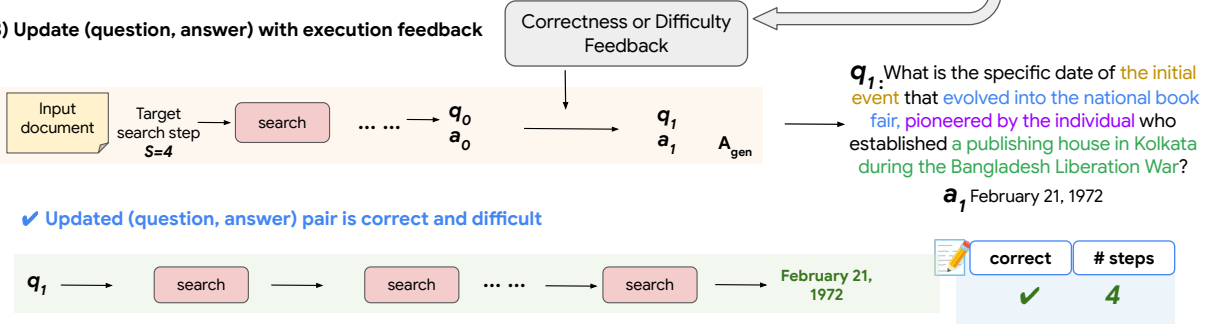 ) Update (question, answer) with execution feedback
Correctness or Difficulty
Feedback
Input
document
Target
search step
S=4
search
... ...
q0
a0
q1
a1
Agen
q1:What is the specific date of the initial
event that evolved into the national book
fair, pioneered by the individual who
established a publishing house in Kolkata
during the Bangladesh Liberation War?
a1 February 21, 1972
✔ Updated (question, answer) pair is correct and difficult
q1
search
search
... ...
search
February 21,
1972
correct
# steps
✔
4